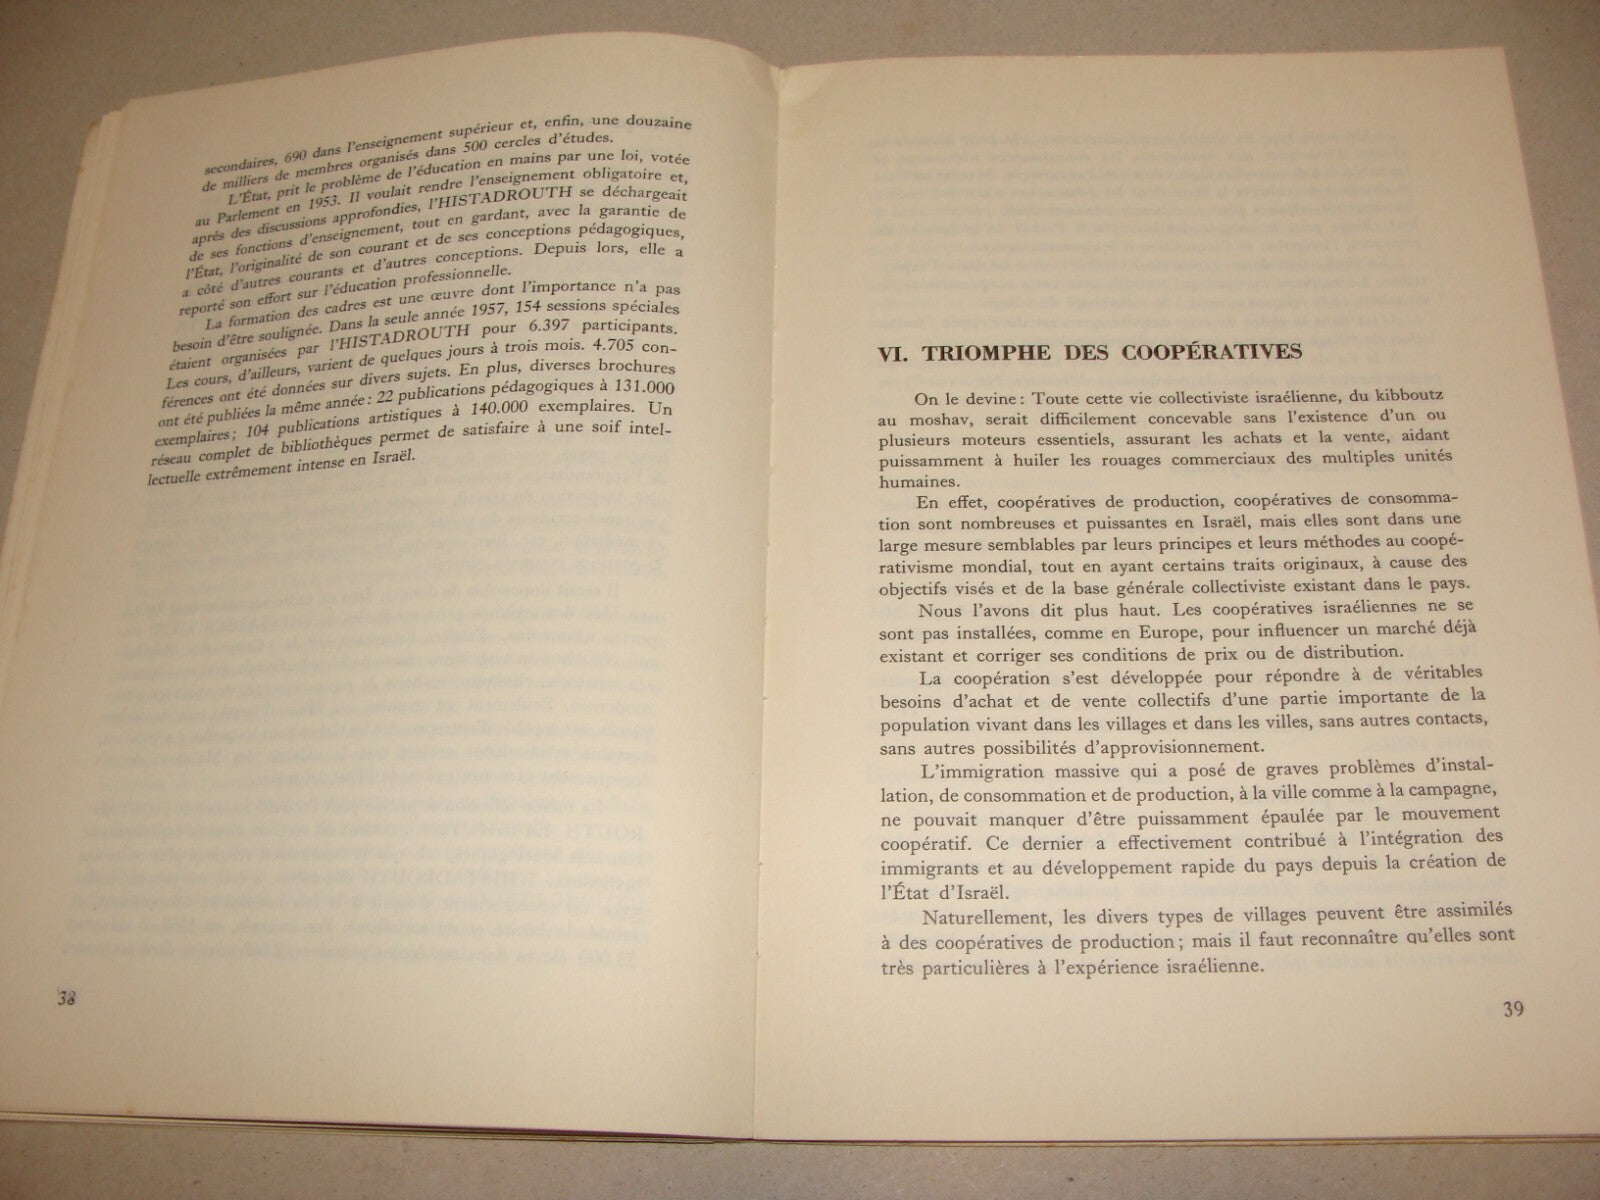 secondaires, 690 dans l'enseignement supérieur et, enfin, une douzaine
de milliers de membres organisés dans 500 cercles d'études.
L'État, prit le problème de l'éducation en mains par une loi, votée
au Parlement en 1953. Il voulait rendre l'enseignement obligatoire et,
après des discussions approfondies, l'HISTADROUTH se déchargeait
de ses fonctions d'enseignement, tout en gardant, avec la garantie de
l'État, l'originalité de son courant et de ses conceptions pédagogiques,
a côté d'autres courants et d'autres conceptions. Depuis lors, elle a
reporté son effort sur l'éducation professionnelle.
La formation des cadres est une œuvre dont l'importance n'a pas
besoin d'être soulignée. Dans la seule année 1957, 154 sessions spéciales
étaient organisées par l'HISTADROUTH pour 6.397 participants.
Les cours, d'ailleurs, varient de quelques jours à trois mois. 4.705 con-
férences ont été données sur divers sujets. En plus, diverses brochures
ont été publiées la même année : 22 publications pédagogiques à 131.000
exemplaires ; 104 publications artistiques à 140.000 exemplaires. Un
réseau complet de bibliothèques permet de satisfaire à une soif intel-
lectuelle extrêmement intense en Israël.
38
VI. TRIOMPHE DES COOPÉRATIVES
On le devine : Toute cette vie collectiviste israélienne, du kibboutz
au moshav, serait difficilement concevable sans l'existence d'un ou
plusieurs moteurs essentiels, assurant les achats et la vente, aidant
puissamment à huiler les rouages commerciaux des multiples unités
humaines.
En effet, coopératives de production, coopératives de consomma-
tion sont nombreuses et puissantes en Israël, mais elles sont dans une
large mesure semblables par leurs principes et leurs méthodes au coopé-
rativisme mondial, tout en ayant certains traits originaux, à cause des
objectifs visés et de la base générale collectiviste existant dans le pays.
Nous l'avons dit plus haut. Les coopératives israéliennes ne se
sont pas installées, comme en Europe, pour influencer un marché déjà
existant et corriger ses conditions de prix ou de distribution.
La coopération s'est développée pour répondre à de véritables
besoins d'achat et de vente collectifs d'une partie importante de la
population vivant dans les villages et dans les villes, sans autres contacts,
sans autres possibilités d'approvisionnement.
L'immigration massive qui a posé de graves problèmes d'instal-
lation, de consommation et de production, à la ville comme à la campagne,
ne pouvait manquer d'être puissamment épaulée par le mouvement
coopératif. Ce dernier a effectivement contribué à l'intégration des
immigrants et au développement rapide du pays depuis la création de
l'État d'Israël.
Naturellement, les divers types de villages peuvent être assimilés
à des coopératives de production ; mais il faut reconnaître qu'elles sont
très particulières à l'expérience israélienne.
39